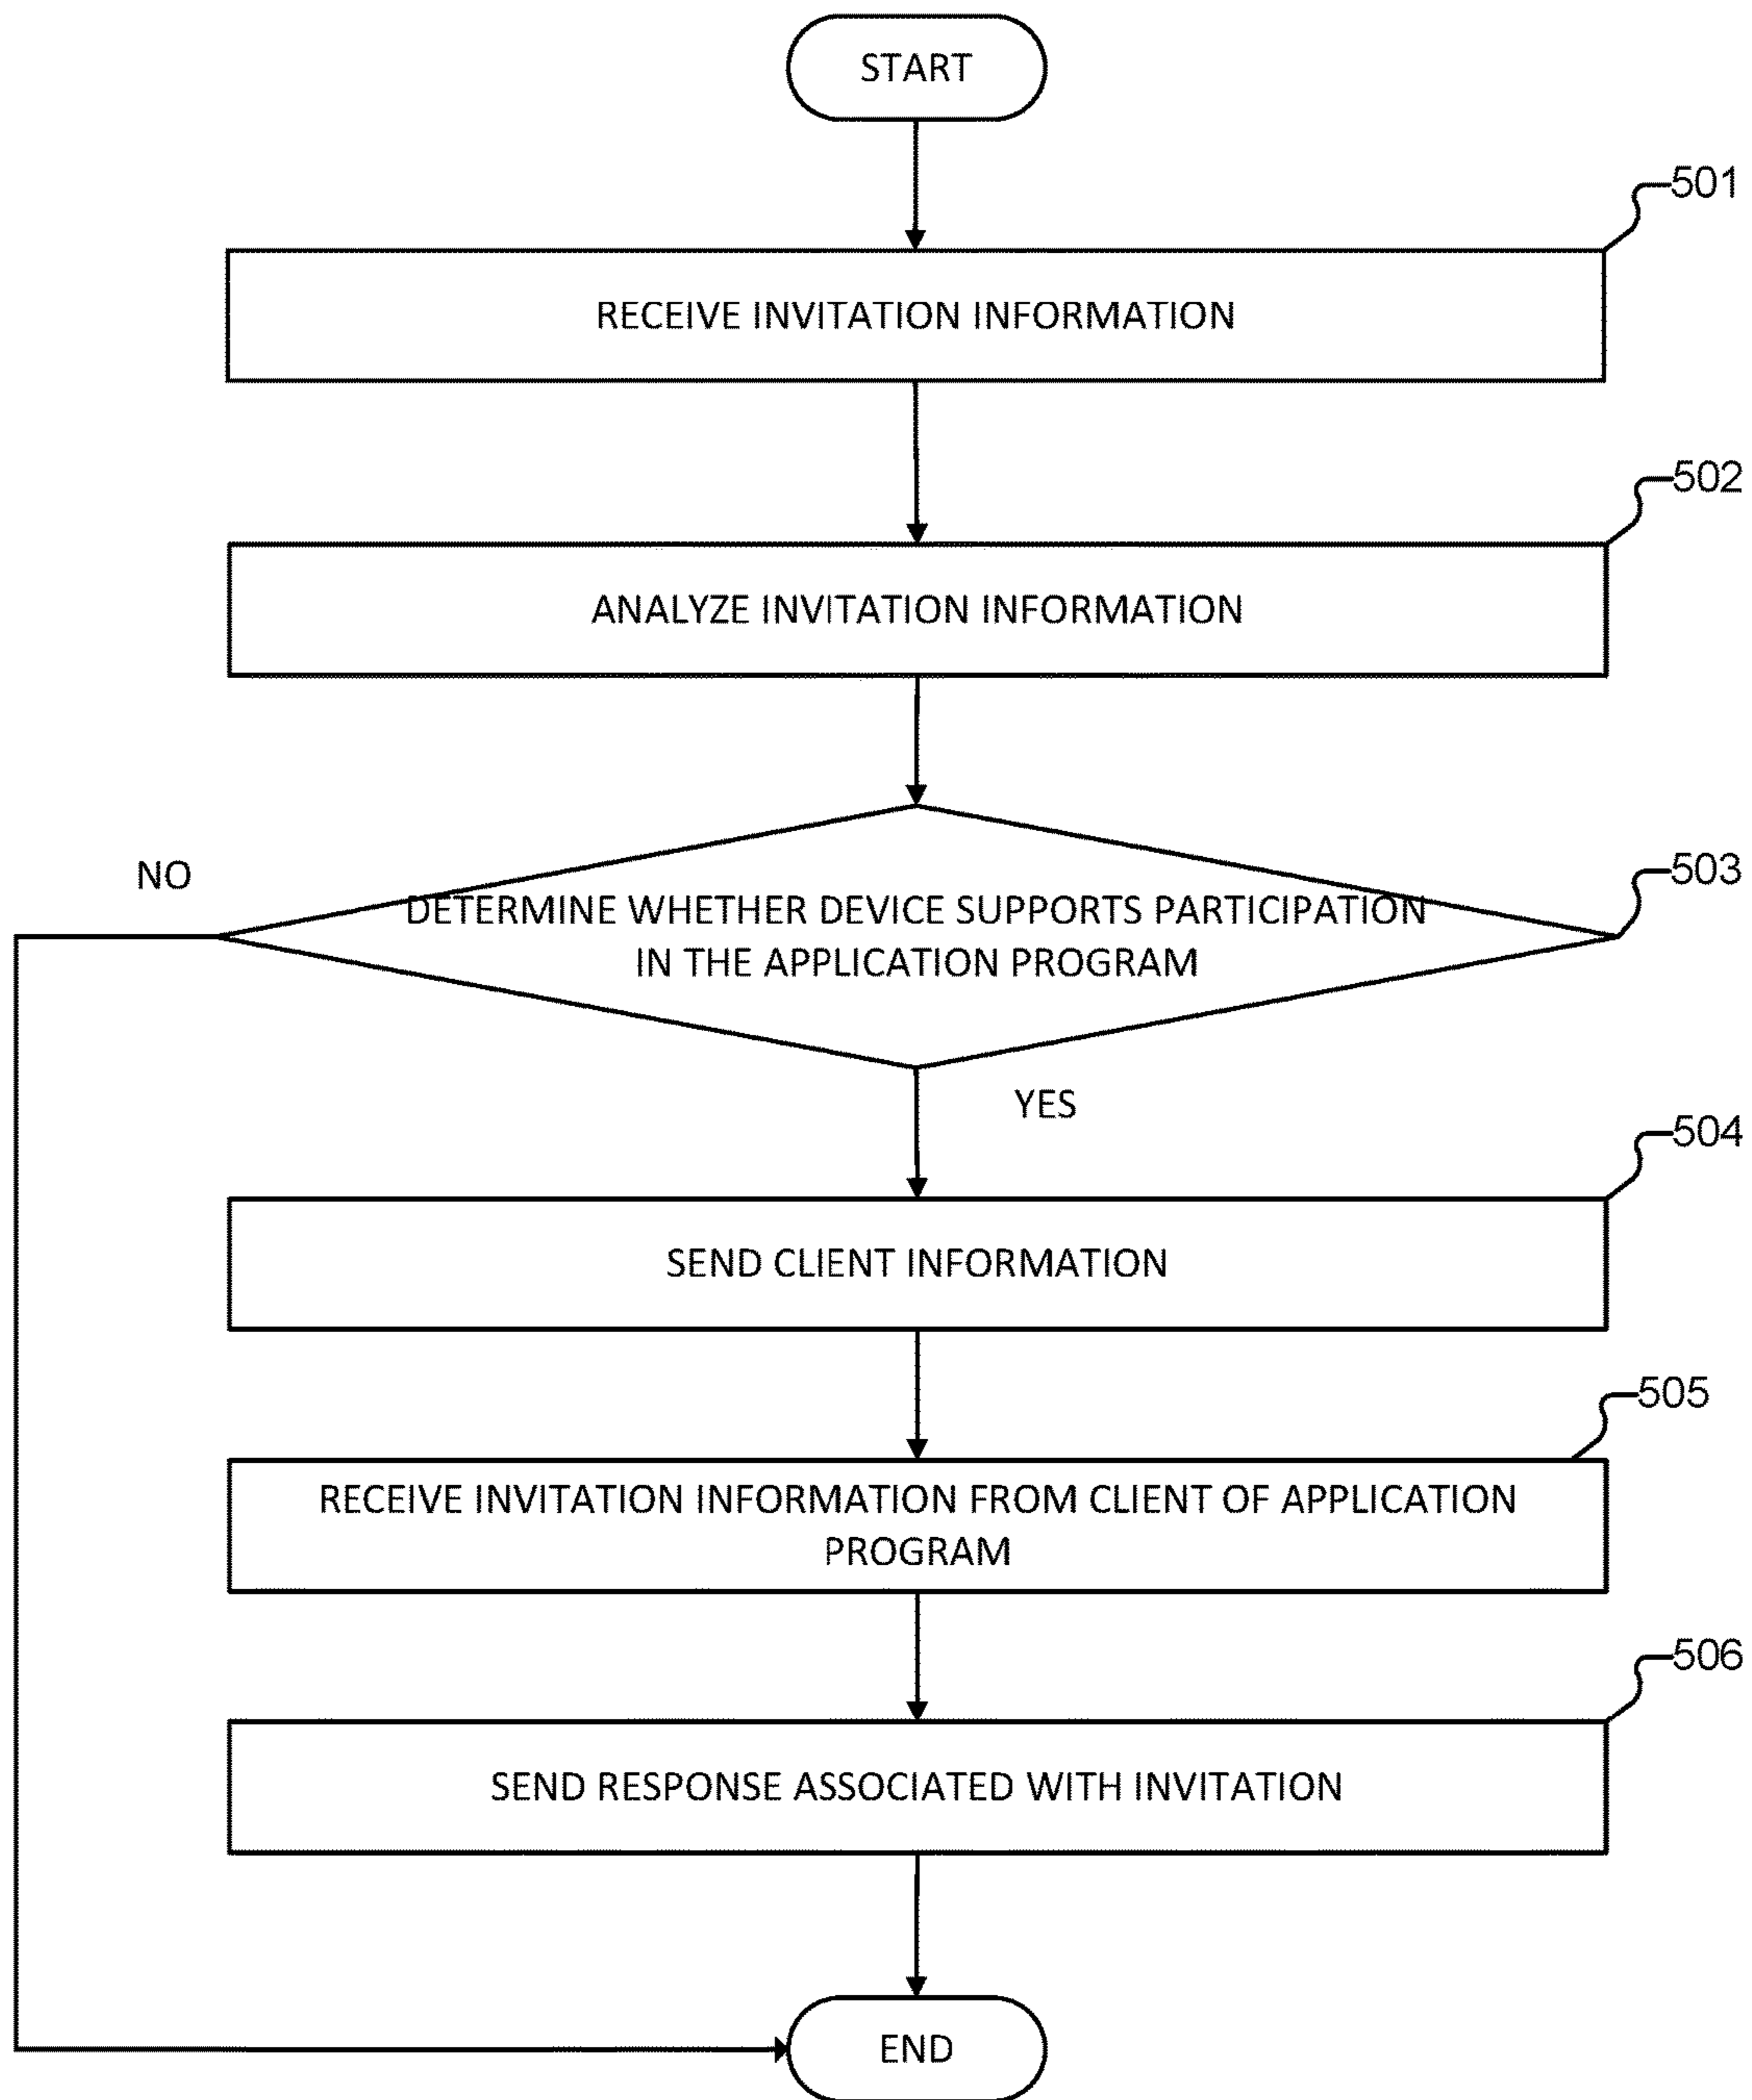 START
501
RECEIVE INVITATION INFORMATION
502
ANALYZE INVITATION INFORMATION
NO
503
DETERMINE WHETHER DEVICE SUPPORTS PARTICIPATION
IN THE APPLICATION PROGRAM
YES
504
SEND CLIENT INFORMATION
505
RECEIVE INVITATION INFORMATION FROM CLIENT OF APPLICATION
PROGRAM
506
SEND RESPONSE ASSOCIATED WITH INVITATION
END